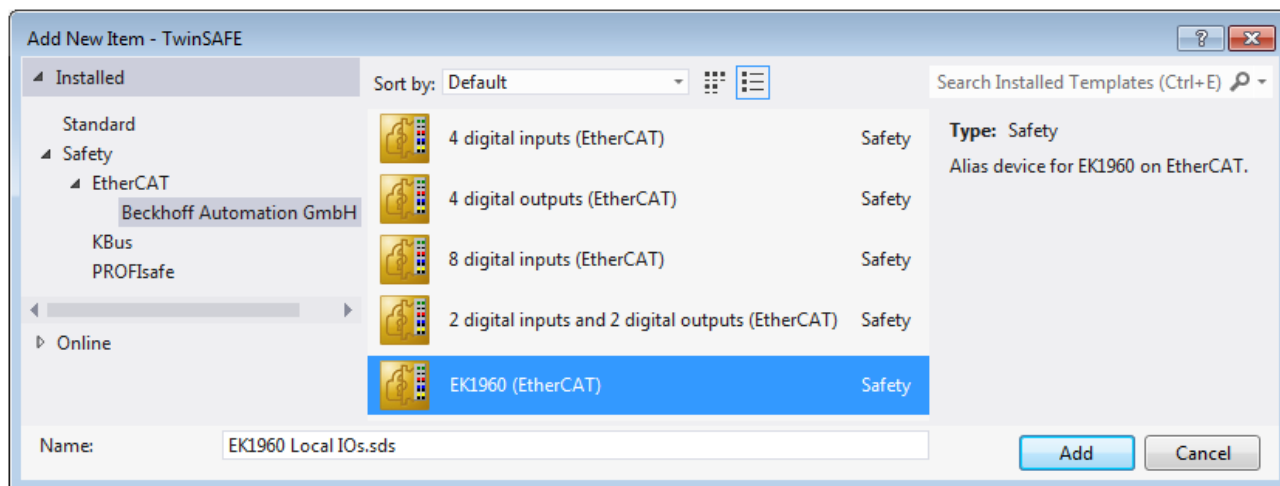 Add New Item - TwinSAFE
Installed
Standard
Safety
EtherCAT
Beckhoff Automation GmbH
KBus
PROFIsafe
Online
Sort by: Default
4 digital inputs (EtherCAT) Safety
4 digital outputs (EtherCAT) Safety
8 digital inputs (EtherCAT) Safety
2 digital inputs and 2 digital outputs (EtherCAT) Safety
EK1960 (EtherCAT) Safety
Search Installed Templates (Ctrl+E)
Type: Safety
Alias device for EK1960 on EtherCAT.
Name: EK1960 Local IOs.sds
Add Cancel